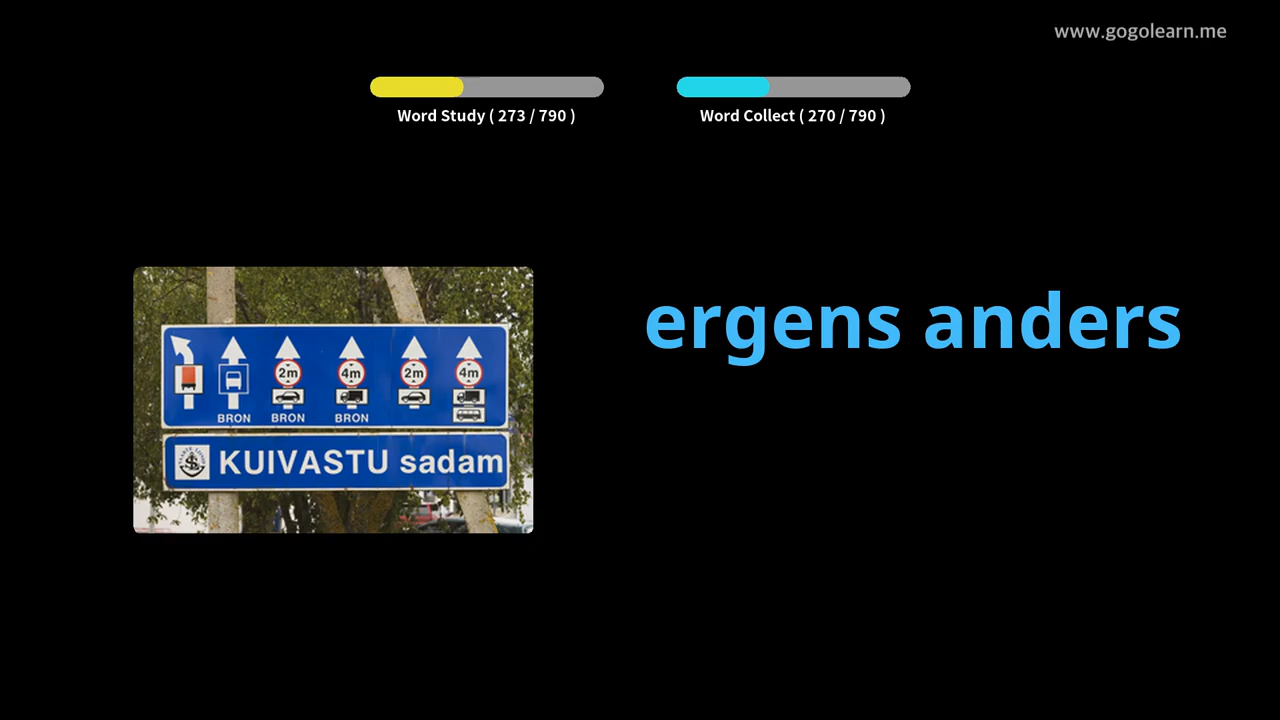 www.gogolearn.me
Word Study ( 273 / 790 )
Word Collect ( 270 / 790 )
ergens anders
2m 4m 2m 4m
BRON BRON BRON
KUIVASTU sadam